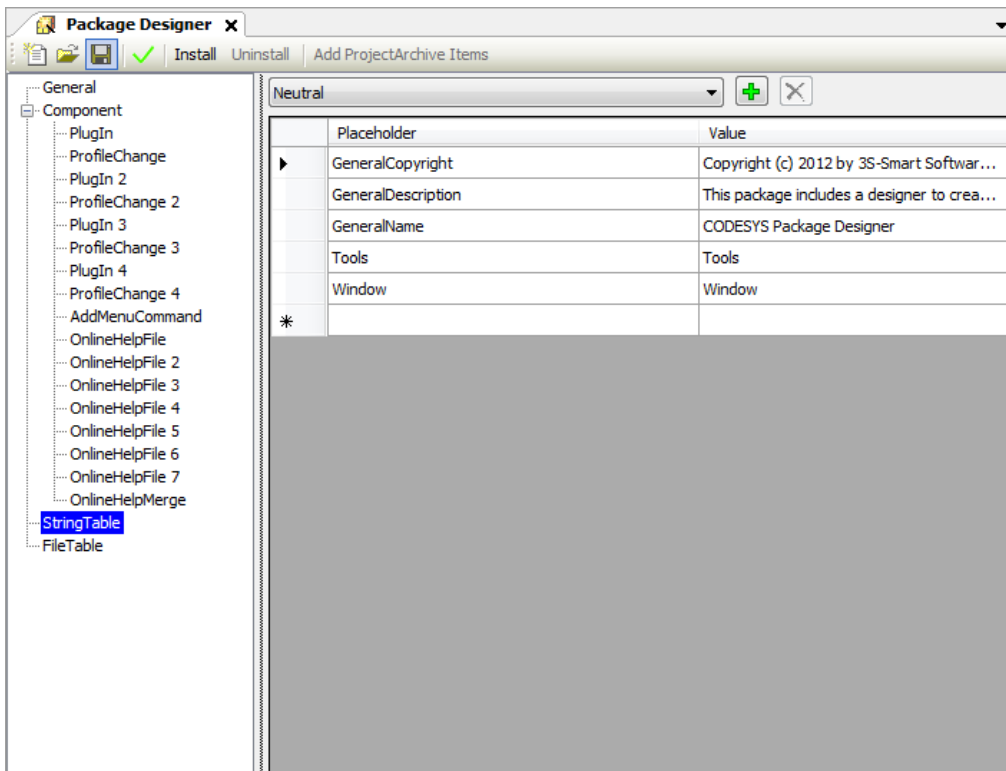 Package Designer X
Install Uninstall Add ProjectArchive Items
General
Component
PlugIn
ProfileChange
PlugIn 2
ProfileChange 2
PlugIn 3
ProfileChange 3
PlugIn 4
ProfileChange 4
AddMenuCommand
OnlineHelpFile
OnlineHelpFile 2
OnlineHelpFile 3
OnlineHelpFile 4
OnlineHelpFile 5
OnlineHelpFile 6
OnlineHelpFile 7
OnlineHelpMerge
StringTable
FileTable
Neutral
Placeholder Value
GeneralCopyright Copyright (c) 2012 by 3S-Smart Softwar...
GeneralDescription This package includes a designer to crea...
GeneralName CODESYS Package Designer
Tools Tools
Window Window